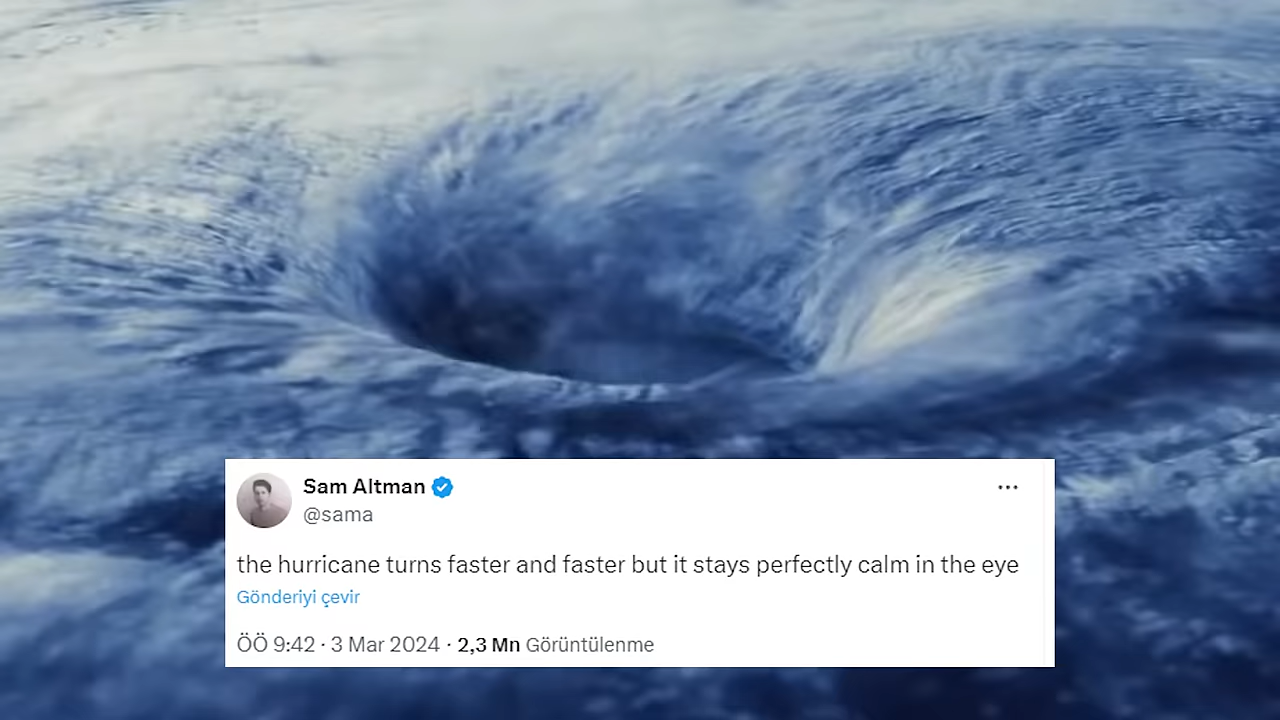 Sam Altman
@sama
the hurricane turns faster and faster but it stays perfectly calm in the eye
Gönderiyi çevir
ÖÖ 9:42 · 3 Mar 2024 · 2,3 Mn Görüntülenme